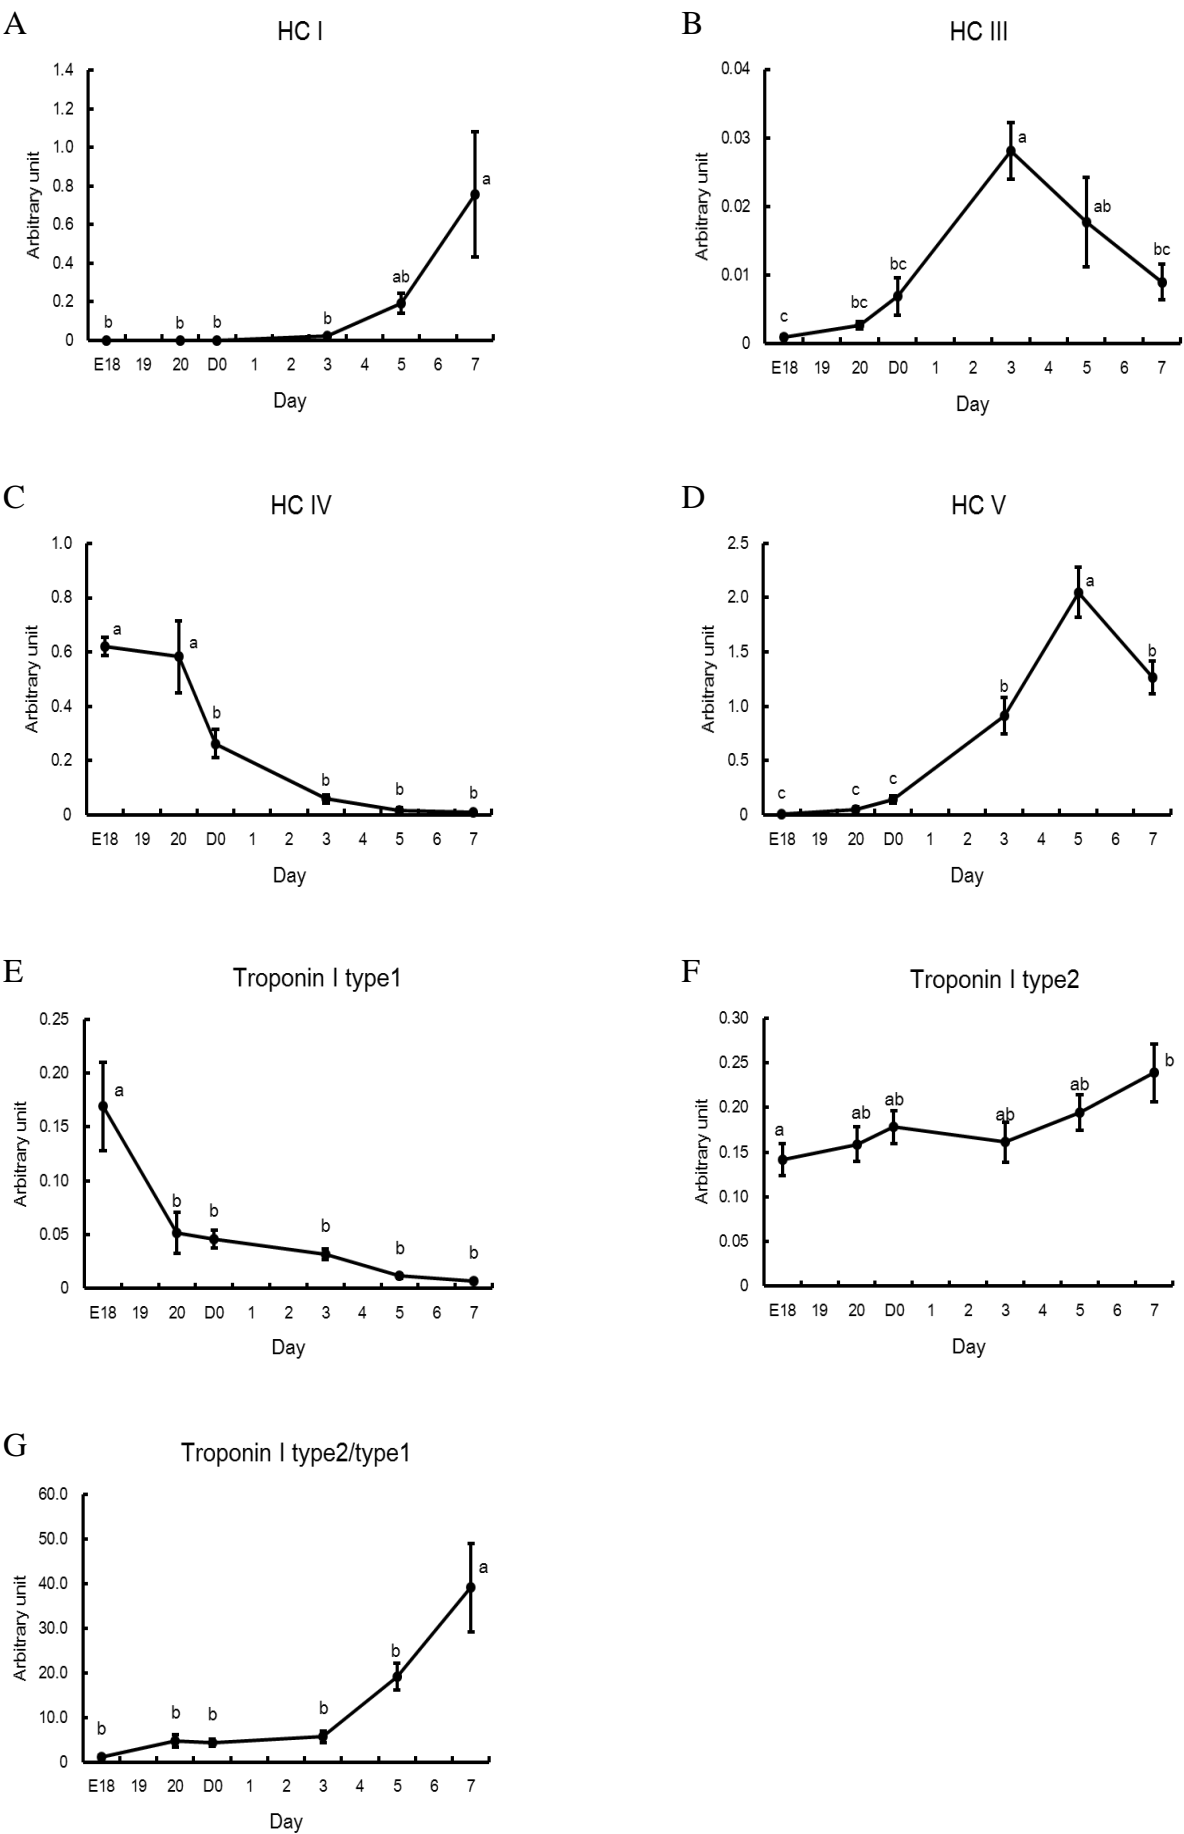 A
HC I
1.4
1.2
1.0
0.8
0.6
0.4
0.2
0
Arbitrary unit
b b b b ab a
E18 19 20 D0 1 2 3 4 5 6 7
Day
B
HC III
0.04
0.03
0.02
0.01
0
Arbitrary unit
c bc bc a ab bc
E18 19 20 D0 1 2 3 4 5 6 7
Day
C
HC IV
1.0
0.8
0.6
0.4
0.2
0
Arbitrary unit
a a b b b b
E18 19 20 D0 1 2 3 4 5 6 7
Day
D
HC V
2.5
2.0
1.5
1.0
0.5
0
Arbitrary unit
c c c b a b
E18 19 20 D0 1 2 3 4 5 6 7
Day
E
Troponin I type1
0.25
0.20
0.15
0.10
0.05
0
Arbitrary unit
a b b b b b
E18 19 20 D0 1 2 3 4 5 6 7
Day
F
Troponin I type2
0.30
0.25
0.20
0.15
0.10
0.05
0
Arbitrary unit
a ab ab ab ab b
E18 19 20 D0 1 2 3 4 5 6 7
Day
G
Troponin I type2/type1
60.0
50.0
40.0
30.0
20.0
10.0
0
Arbitrary unit
b b b b b a
E18 19 20 D0 1 2 3 4 5 6 7
Day